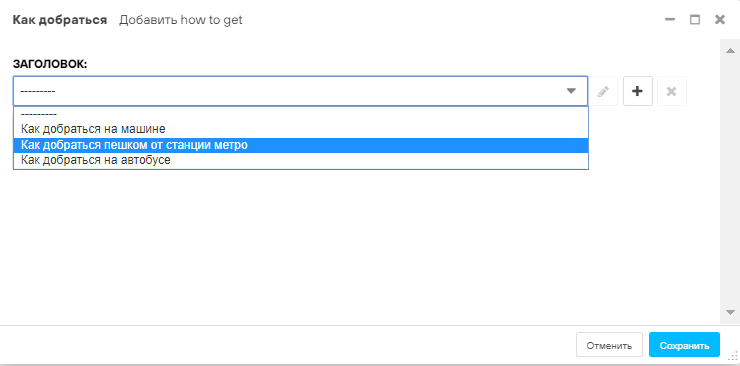 Как добраться Добавить how to get
ЗАГОЛОВОК:
---------
---------
Как добраться на машине
Как добраться пешком от станции метро
Как добраться на автобусе
Отменить Сохранить